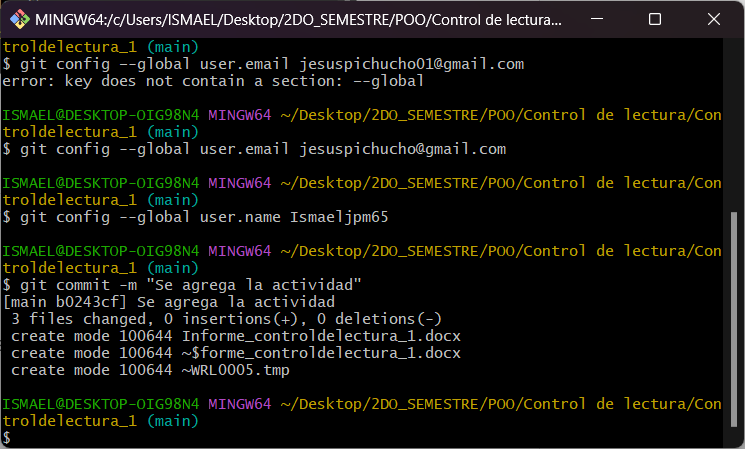 MINGW64:/c/Users/ISMAEL/Desktop/2DO_SEMESTRE/POO/Control de lectura...
troldelectura_1 (main)
$ git config --global user.email jesuspichucho01@gmail.com
error: key does not contain a section: --global
ISMAEL@DESKTOP-OIG98N4 MINGW64 ~/Desktop/2DO_SEMESTRE/POO/Control de lectura/Con
troldelectura_1 (main)
$ git config --global user.email jesuspichucho@gmail.com
ISMAEL@DESKTOP-OIG98N4 MINGW64 ~/Desktop/2DO_SEMESTRE/POO/Control de lectura/Con
troldelectura_1 (main)
$ git config --global user.name Ismaeljpm65
ISMAEL@DESKTOP-OIG98N4 MINGW64 ~/Desktop/2DO_SEMESTRE/POO/Control de lectura/Con
troldelectura_1 (main)
$ git commit -m "Se agrega la actividad"
[main b0243cf] Se agrega la actividad
3 files changed, 0 insertions(+), 0 deletions(-)
create mode 100644 Informe_controldelectura_1.docx
create mode 100644 ~$forme_controldelectura_1.docx
create mode 100644 ~WRL0005.tmp
ISMAEL@DESKTOP-OIG98N4 MINGW64 ~/Desktop/2DO_SEMESTRE/POO/Control de lectura/Con
troldelectura_1 (main)
$